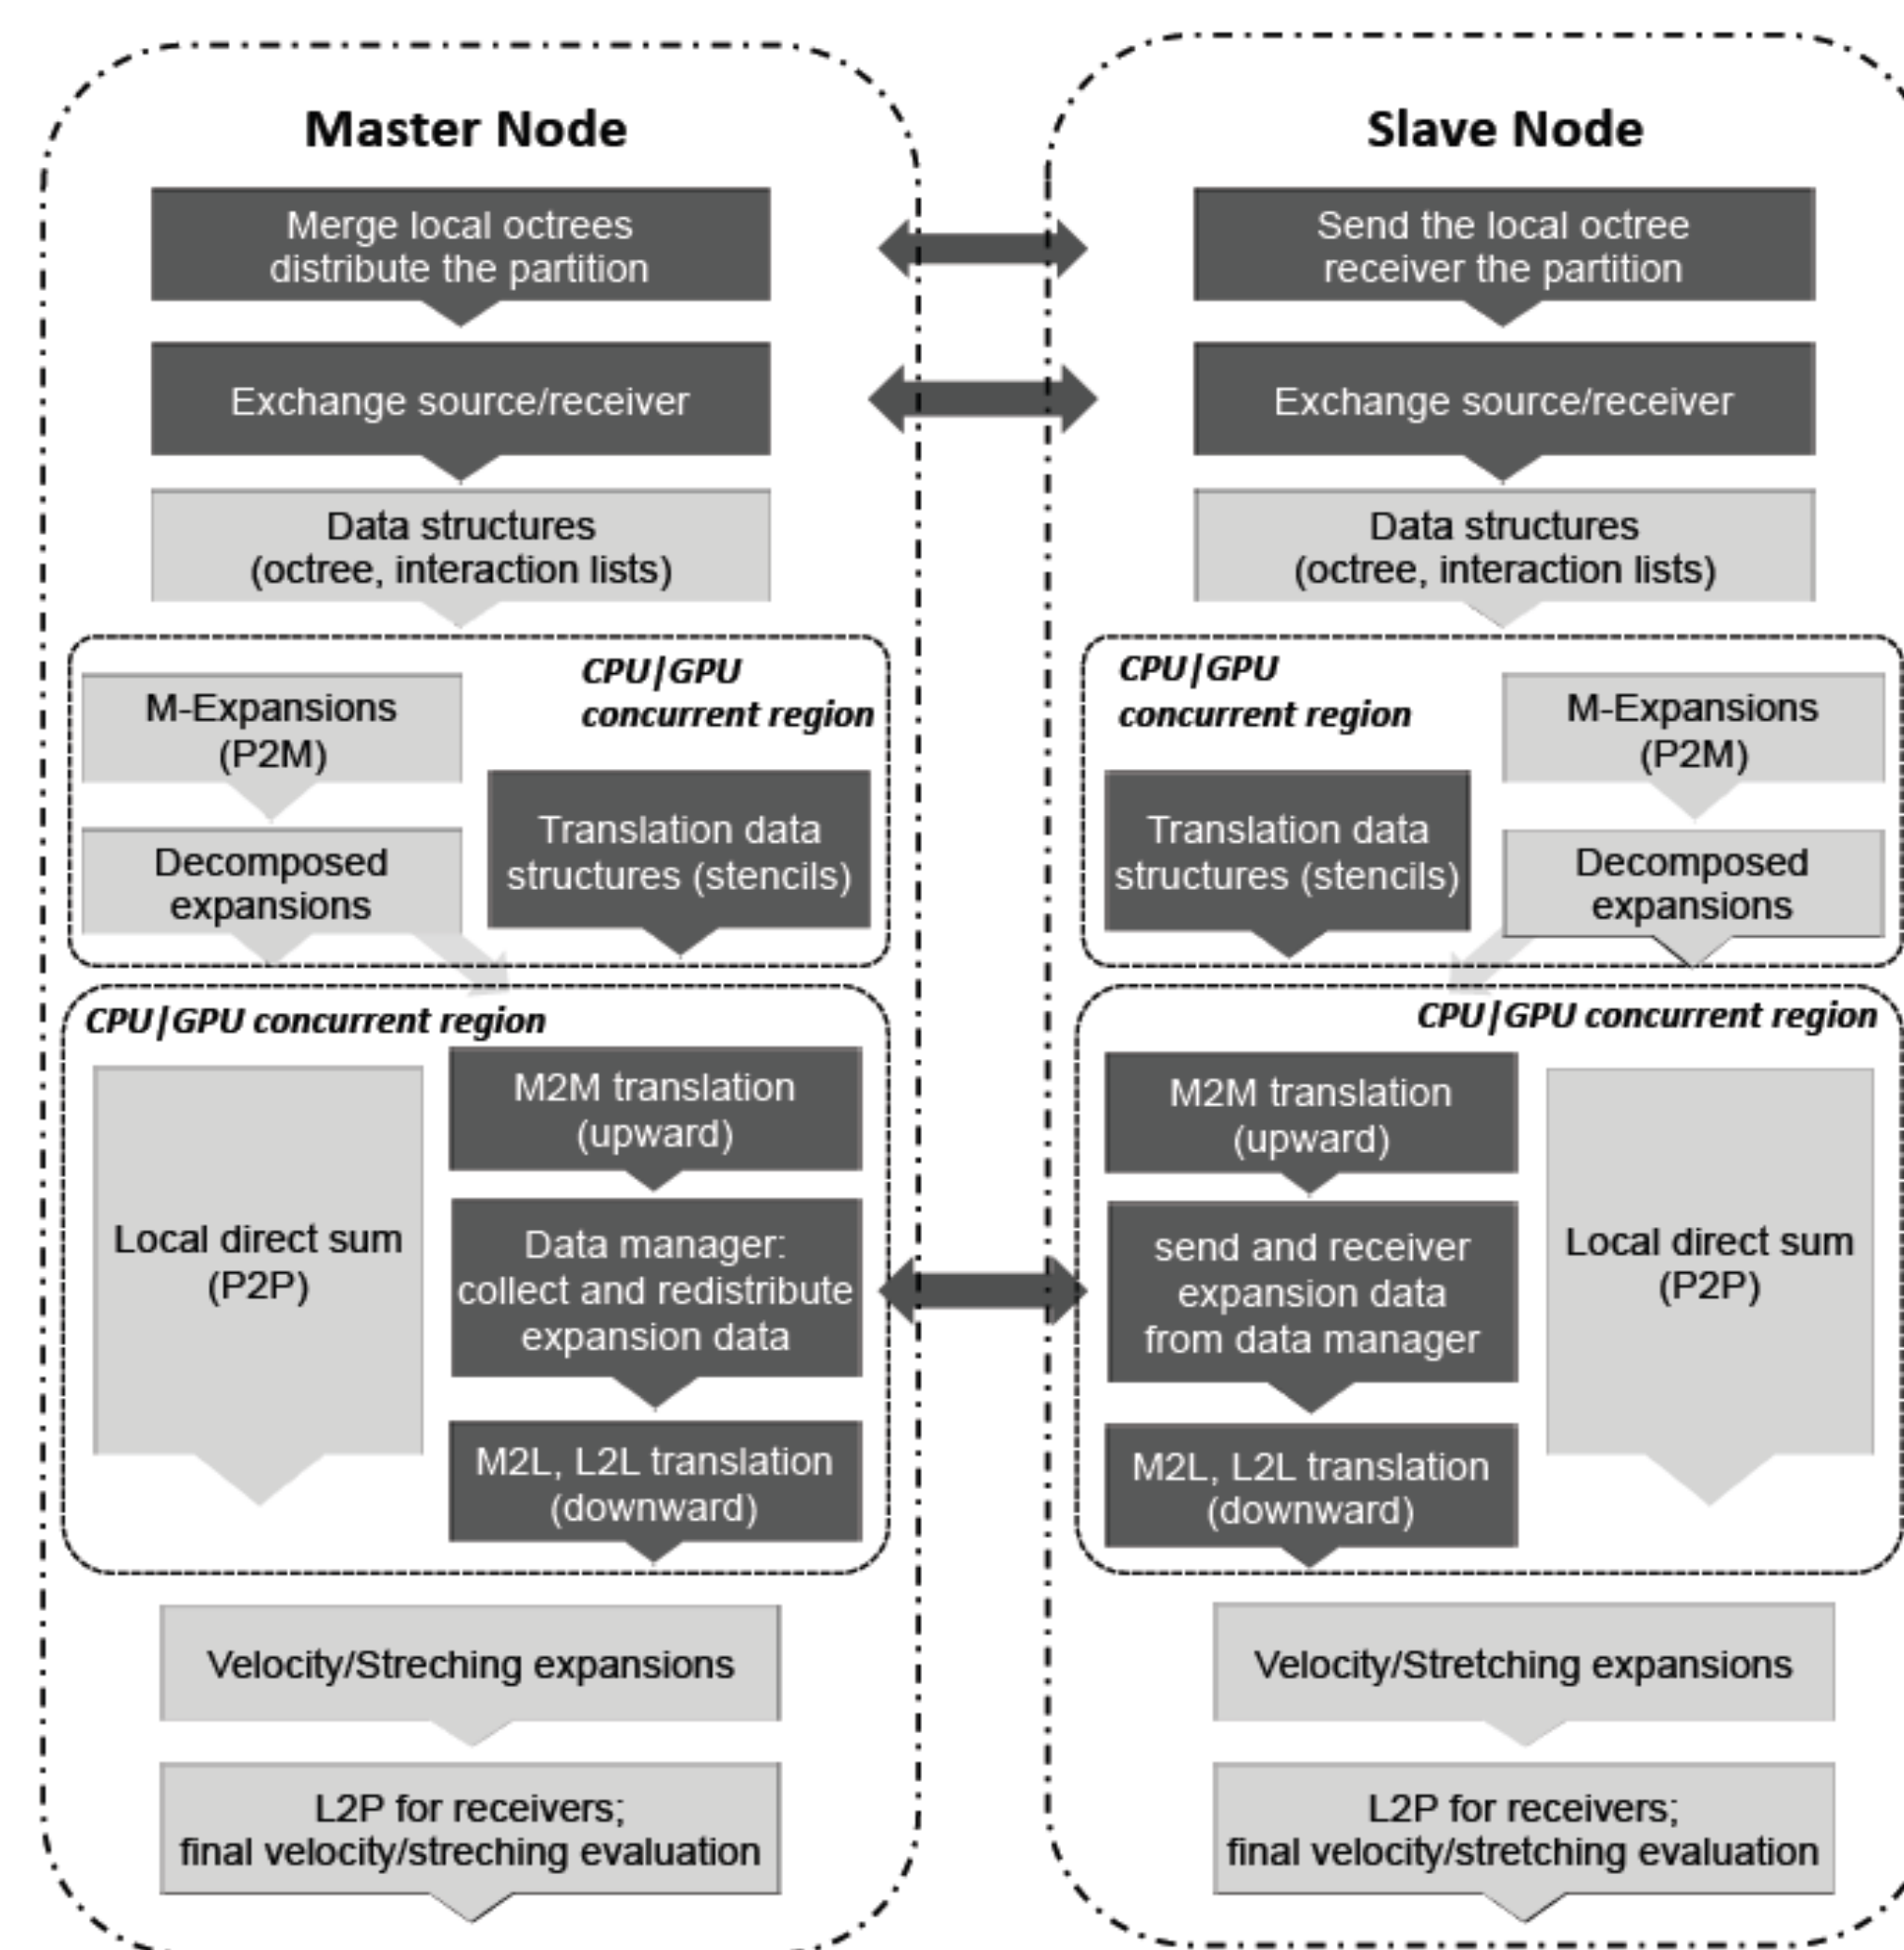 Master Node
Merge local octrees
distribute the partition
Exchange source/receiver
Data structures
(octree, interaction lists)
CPU|GPU
concurrent region
M-Expansions
(P2M)
Decomposed
expansions
Translation data
structures (stencils)
CPU|GPU concurrent region
Local direct sum
(P2P)
M2M translation
(upward)
Data manager:
collect and redistribute
expansion data
M2L, L2L translation
(downward)
Velocity/Streching expansions
L2P for receivers;
final velocity/streching evaluation
Slave Node
Send the local octree
receiver the partition
Exchange source/receiver
Data structures
(octree, interaction lists)
CPU|GPU
concurrent region
Translation data
structures (stencils)
M-Expansions
(P2M)
Decomposed
expansions
CPU|GPU concurrent region
M2M translation
(upward)
send and receiver
expansion data
from data manager
M2L, L2L translation
(downward)
Local direct sum
(P2P)
Velocity/Stretching expansions
L2P for receivers;
final velocity/stretching evaluation